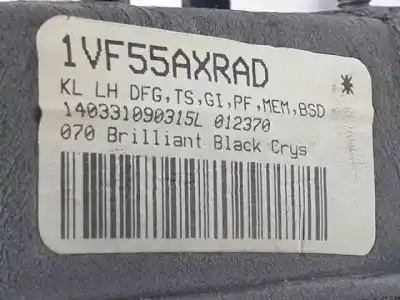 1VF55AXRAD
*
KL LH DFG,TS,GI,PF,MEM,BSD
140331090315L 012370
070 Brilliant Black Crys